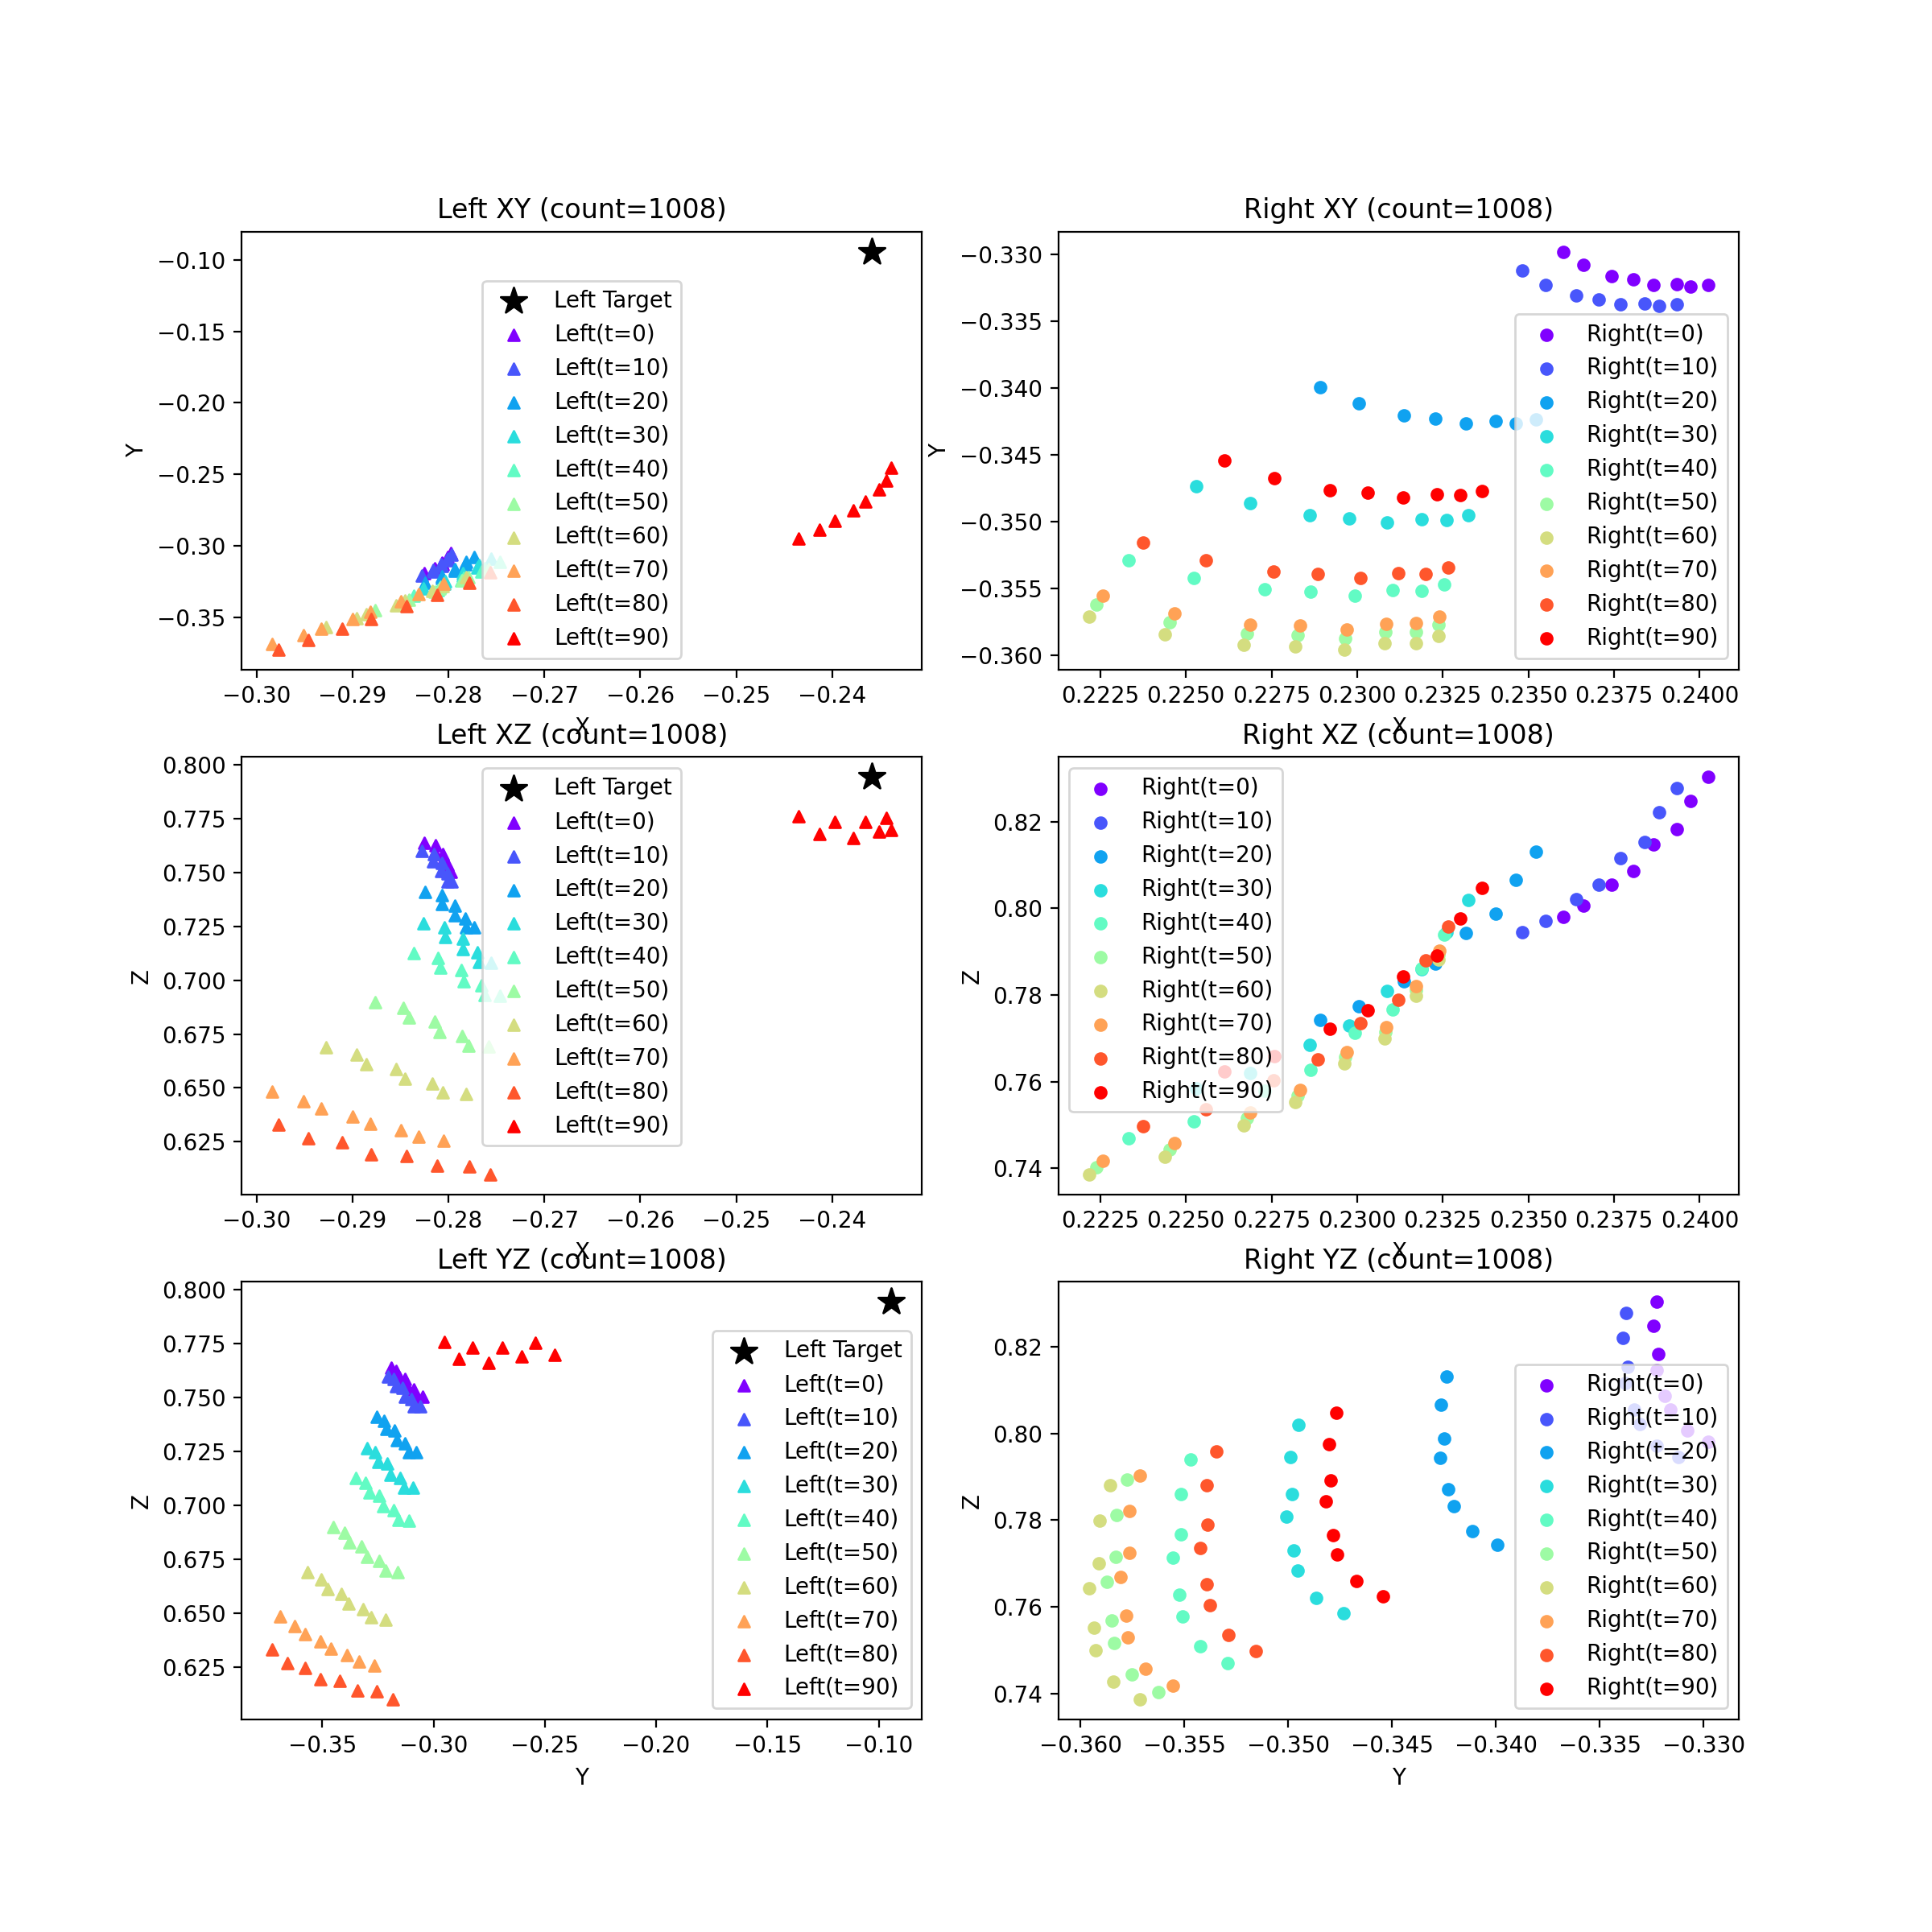 Left XY (count=1008)
−0.10
−0.15
−0.20
−0.25
−0.30
−0.35
Y
−0.30 −0.29 −0.28 −0.27 −0.26 −0.25 −0.24
X
Left Target
Left(t=0)
Left(t=10)
Left(t=20)
Left(t=30)
Left(t=40)
Left(t=50)
Left(t=60)
Left(t=70)
Left(t=80)
Left(t=90)
Right XY (count=1008)
−0.330
−0.335
−0.340
−0.345
−0.350
−0.355
−0.360
Y
0.2225 0.2250 0.2275 0.2300 0.2325 0.2350 0.2375 0.2400
X
Right(t=0)
Right(t=10)
Right(t=20)
Right(t=30)
Right(t=40)
Right(t=50)
Right(t=60)
Right(t=70)
Right(t=80)
Right(t=90)
Left XZ (count=1008)
0.800
0.775
0.750
0.725
0.700
0.675
0.650
0.625
Z
−0.30 −0.29 −0.28 −0.27 −0.26 −0.25 −0.24
X
Left Target
Left(t=0)
Left(t=10)
Left(t=20)
Left(t=30)
Left(t=40)
Left(t=50)
Left(t=60)
Left(t=70)
Left(t=80)
Left(t=90)
Right XZ (count=1008)
0.82
0.80
0.78
0.76
0.74
Z
0.2225 0.2250 0.2275 0.2300 0.2325 0.2350 0.2375 0.2400
X
Right(t=0)
Right(t=10)
Right(t=20)
Right(t=30)
Right(t=40)
Right(t=50)
Right(t=60)
Right(t=70)
Right(t=80)
Right(t=90)
Left YZ (count=1008)
0.800
0.775
0.750
0.725
0.700
0.675
0.650
0.625
Z
−0.35 −0.30 −0.25 −0.20 −0.15 −0.10
Y
Left Target
Left(t=0)
Left(t=10)
Left(t=20)
Left(t=30)
Left(t=40)
Left(t=50)
Left(t=60)
Left(t=70)
Left(t=80)
Left(t=90)
Right YZ (count=1008)
0.82
0.80
0.78
0.76
0.74
Z
−0.360 −0.355 −0.350 −0.345 −0.340 −0.335 −0.330
Y
Right(t=0)
Right(t=10)
Right(t=20)
Right(t=30)
Right(t=40)
Right(t=50)
Right(t=60)
Right(t=70)
Right(t=80)
Right(t=90)